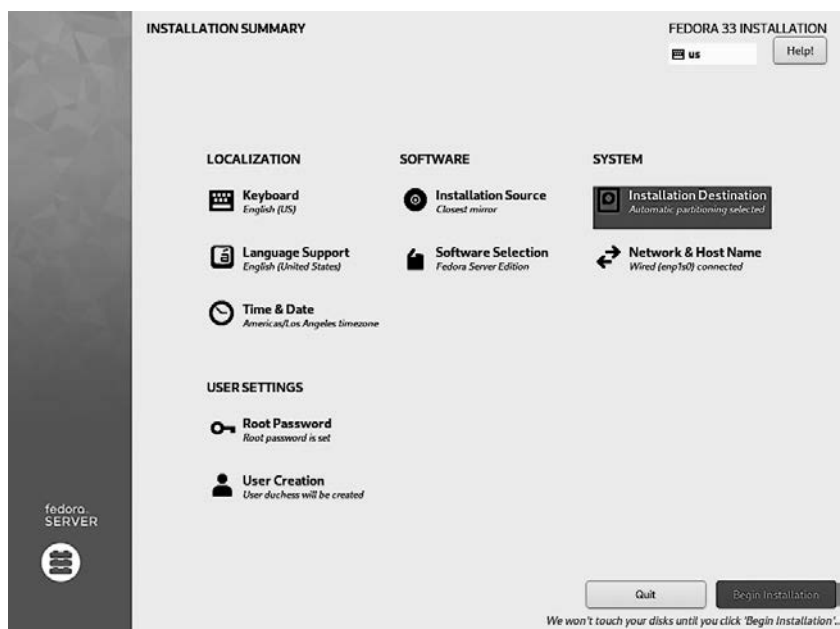 INSTALLATION SUMMARY
FEDORA 33 INSTALLATION
us
Help!
LOCALIZATION
Keyboard
English (US)
Language Support
English (United States)
Time & Date
Americas/Los Angeles timezone
SOFTWARE
Installation Source
Closest mirror
Software Selection
Fedora Server Edition
SYSTEM
Installation Destination
Automatic partitioning selected
Network & Host Name
Wired (enp1s0) connected
USER SETTINGS
Root Password
Root password is set
User Creation
User duchess will be created
fedora
SERVER
Quit
Begin Installation
We won't touch your disks until you click 'Begin Installation'.